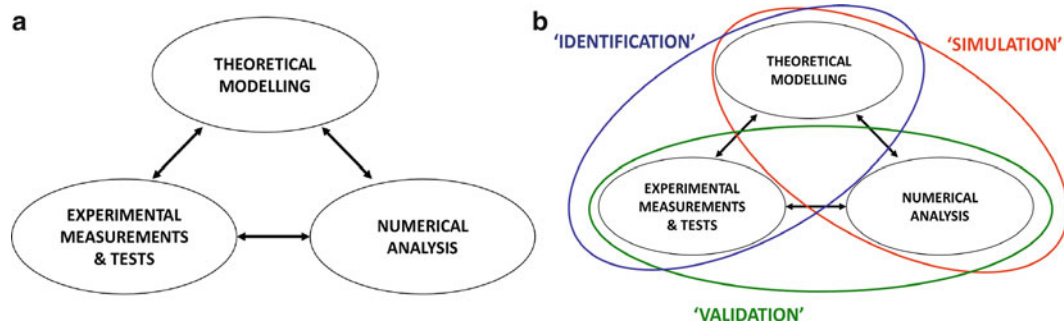 a
THEORETICAL
MODELLING
EXPERIMENTAL
MEASUREMENTS
& TESTS
NUMERICAL
ANALYSIS
b
‘IDENTIFICATION’
‘SIMULATION’
THEORETICAL
MODELLING
EXPERIMENTAL
MEASUREMENTS
& TESTS
NUMERICAL
ANALYSIS
‘VALIDATION’